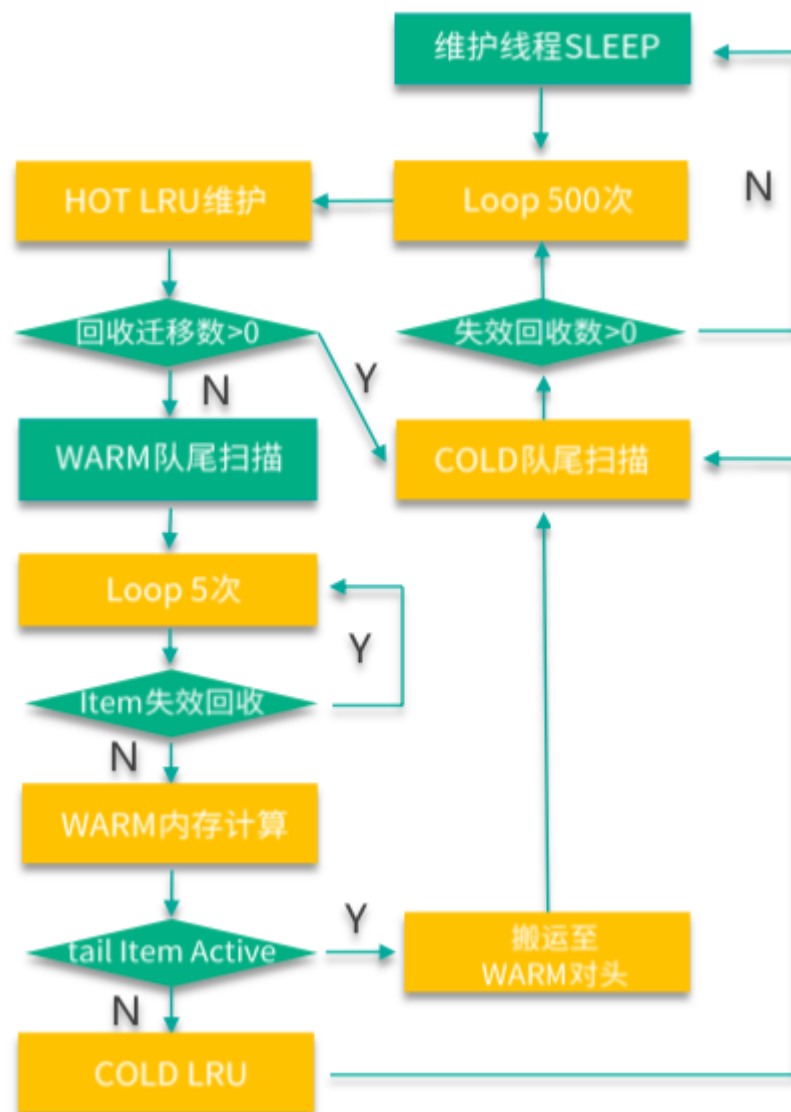 维护线程SLEEP
HOT LRU维护
Loop 500次
N
回收迁移数>0
失效回收数>0
Y
N
WARM队尾扫描
COLD队尾扫描
Loop 5次
Y
Item失效回收
N
WARM内存计算
Y
tail Item Active
搬运至
WARM对头
N
COLD LRU